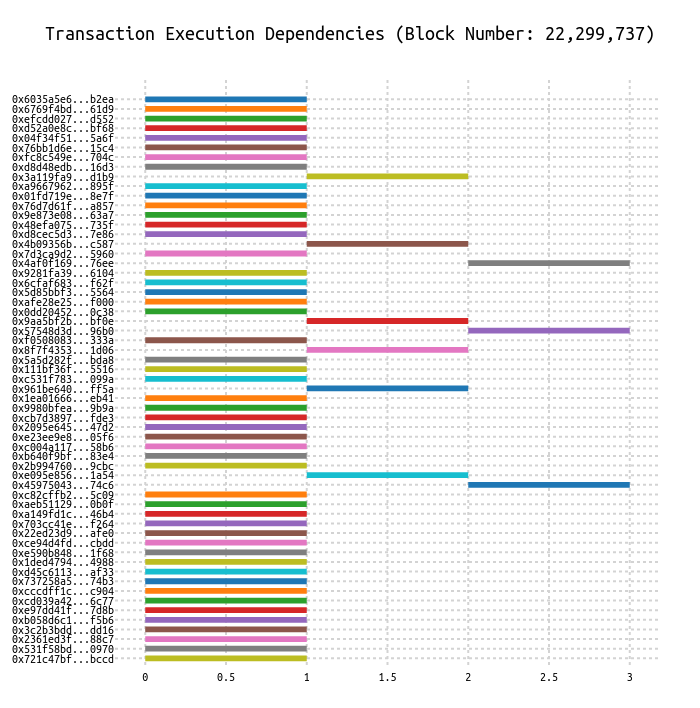 Transaction Execution Dependencies (Block Number: 22,299,737)
0x6035a5e6...b2ea
0x6769f4bd...61d9
0xefcdd027...d552
0xd52a0e8c...bf68
0x04f34f51...5a6f
0x76bb1d6e...15c4
0xfc8c549e...704c
0xd8d48edb...16d3
0x3a119fa9...d1b9
0xa9667962...895f
0x01fd719e...8e7f
0x76d7d61f...a857
0x9e873e08...63a7
0x48efa075...735f
0xd8cec5d3...7e86
0x4b09356b...c587
0x7d3ca9d2...5960
0x4af0f169...76ee
0x9281fa39...6104
0x6cfaf683...f62f
0x5d85bbf3...5564
0xafe28e25...f000
0x0dd20452...0c38
0x9aa5bf2b...bf0e
0x57548d3d...96b0
0xf0508083...333a
0x8f7f4353...1d06
0x5a5d282f...bda8
0x111bf36f...5516
0xc531f783...099a
0x961be640...ff5a
0x1ea01666...eb41
0x9980bfea...9b9a
0xcb7d3897...fde3
0x2095e645...47d2
0xe23ee9e8...05f6
0xc004a117...58b6
0xb640f9bf...83e4
0x2b994760...9cbc
0xe095e856...1a54
0x45975043...74c6
0xc82cffb2...5c09
0xaeb51129...0b0f
0xa149fd1c...46b4
0x703cc41e...f264
0x22ed23d9...afe0
0xce94d4fd...cbdd
0xe590b848...1f68
0x1ded4794...4988
0xd45c6113...af33
0x737258a5...74b3
0xcccdff1c...c904
0xcd039a42...6c77
0xe97dd41f...7d8b
0xb058d6c1...f5b6
0x3c2b3bdd...dd16
0x2361ed3f...88c7
0x531f58bd...0970
0x721c47bf...bccd
0 0.5 1 1.5 2 2.5 3